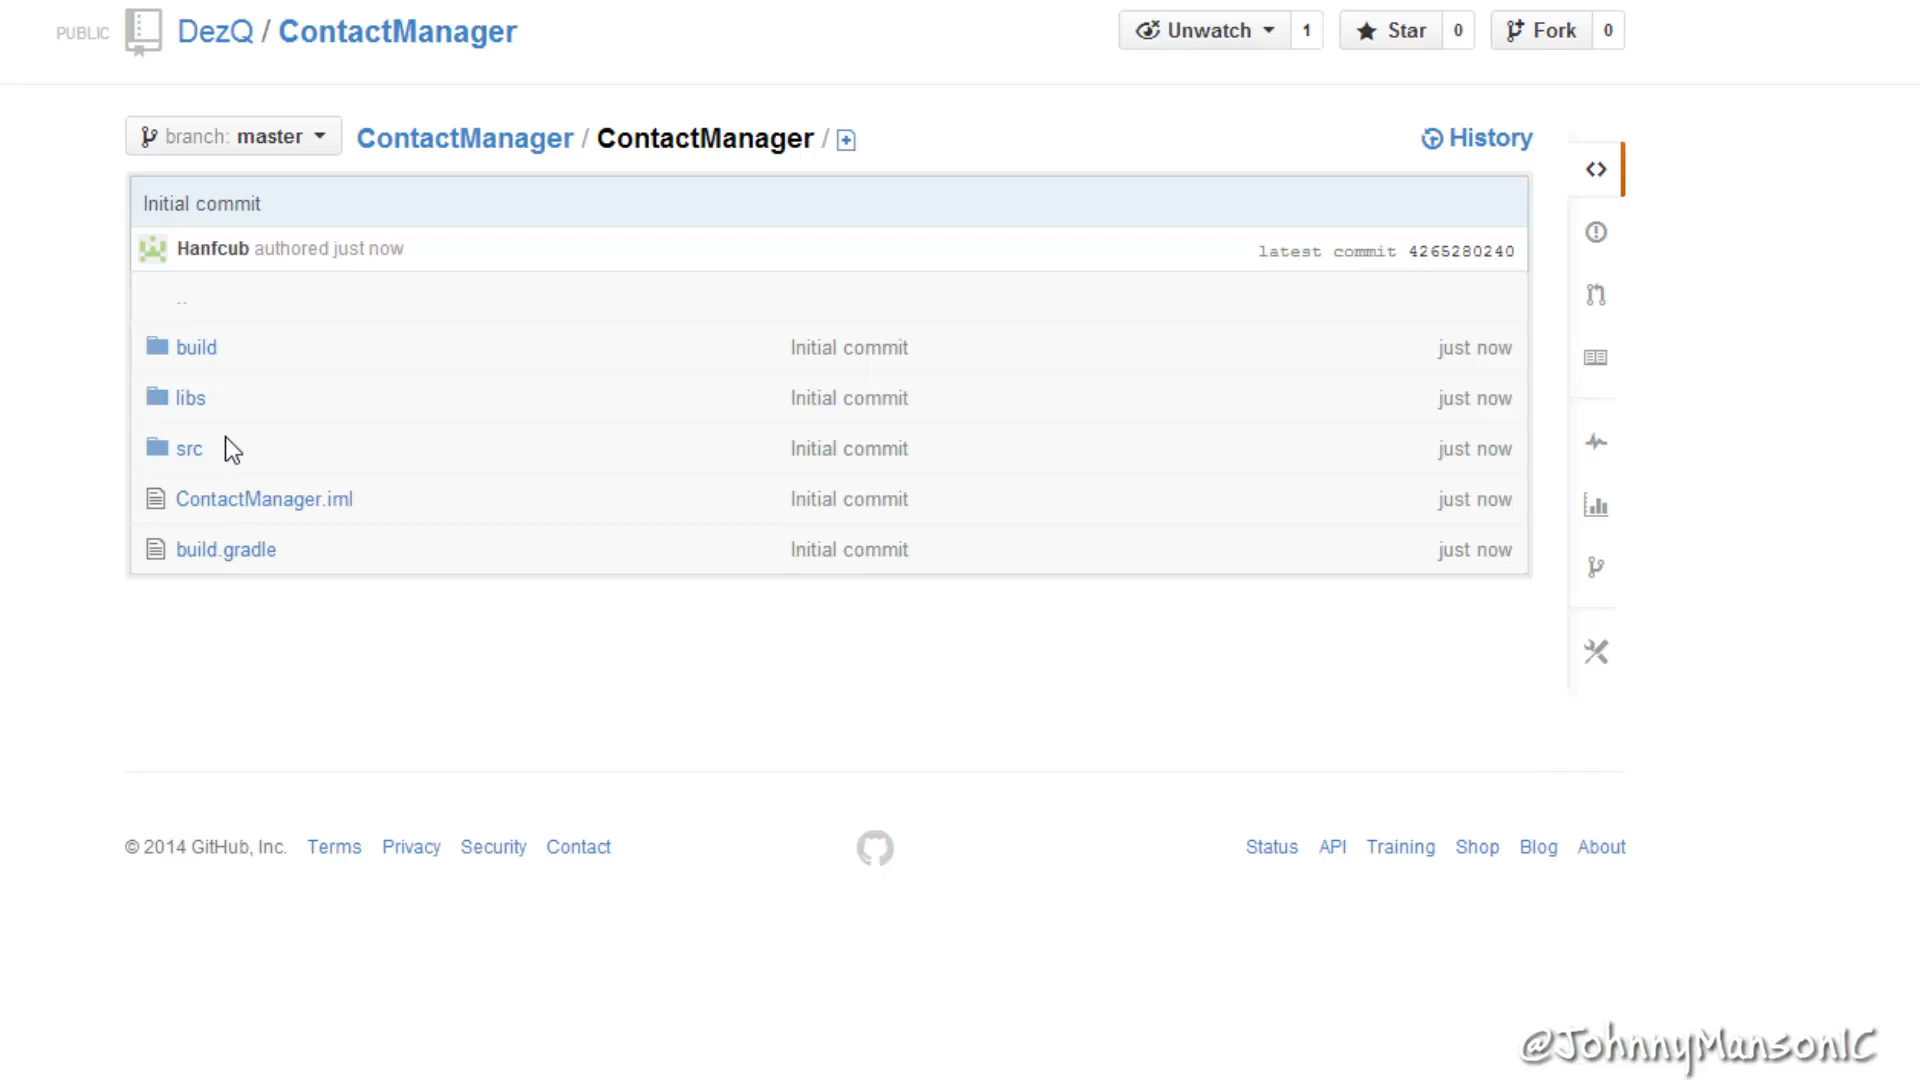 PUBLIC DezQ / ContactManager Unwatch 1 Star 0 Fork 0
branch: master ContactManager / ContactManager / History
Initial commit
Hanfcub authored just now latest commit 4265280240
..
build Initial commit just now
libs Initial commit just now
src Initial commit just now
ContactManager.iml Initial commit just now
build.gradle Initial commit just now
© 2014 GitHub, Inc. Terms Privacy Security Contact Status API Training Shop Blog About
@JohnnyMansonIC